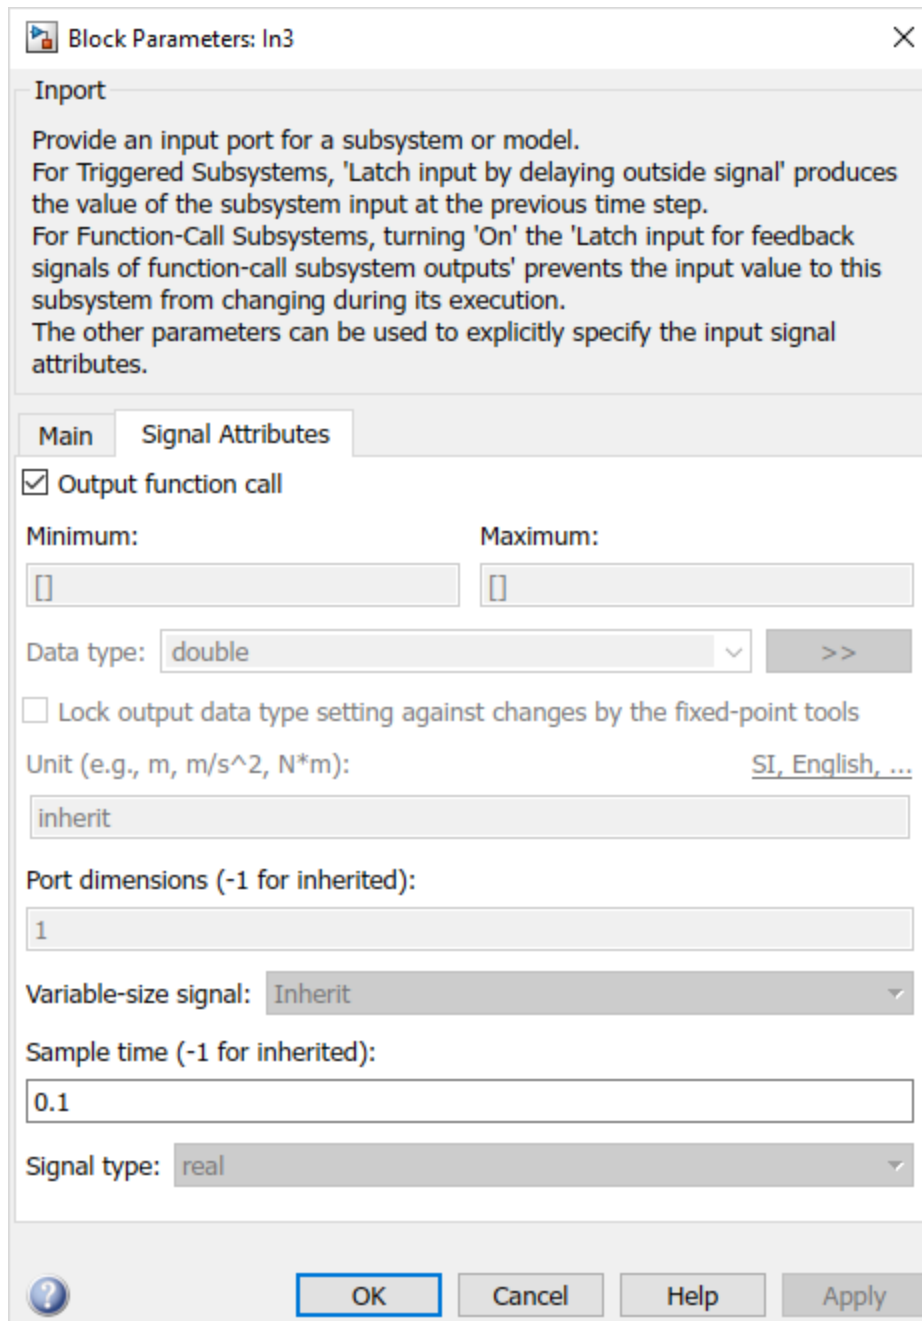 Block Parameters: In3
Inport
Provide an input port for a subsystem or model.
For Triggered Subsystems, 'Latch input by delaying outside signal' produces
the value of the subsystem input at the previous time step.
For Function-Call Subsystems, turning 'On' the 'Latch input for feedback
signals of function-call subsystem outputs' prevents the input value to this
subsystem from changing during its execution.
The other parameters can be used to explicitly specify the input signal
attributes.
Main Signal Attributes
Output function call
Minimum: Maximum:
[] []
Data type: double >>
Lock output data type setting against changes by the fixed-point tools
Unit (e.g., m, m/s^2, N*m): SI, English, ...
inherit
Port dimensions (-1 for inherited):
1
Variable-size signal: Inherit
Sample time (-1 for inherited):
0.1
Signal type: real
? OK Cancel Help Apply